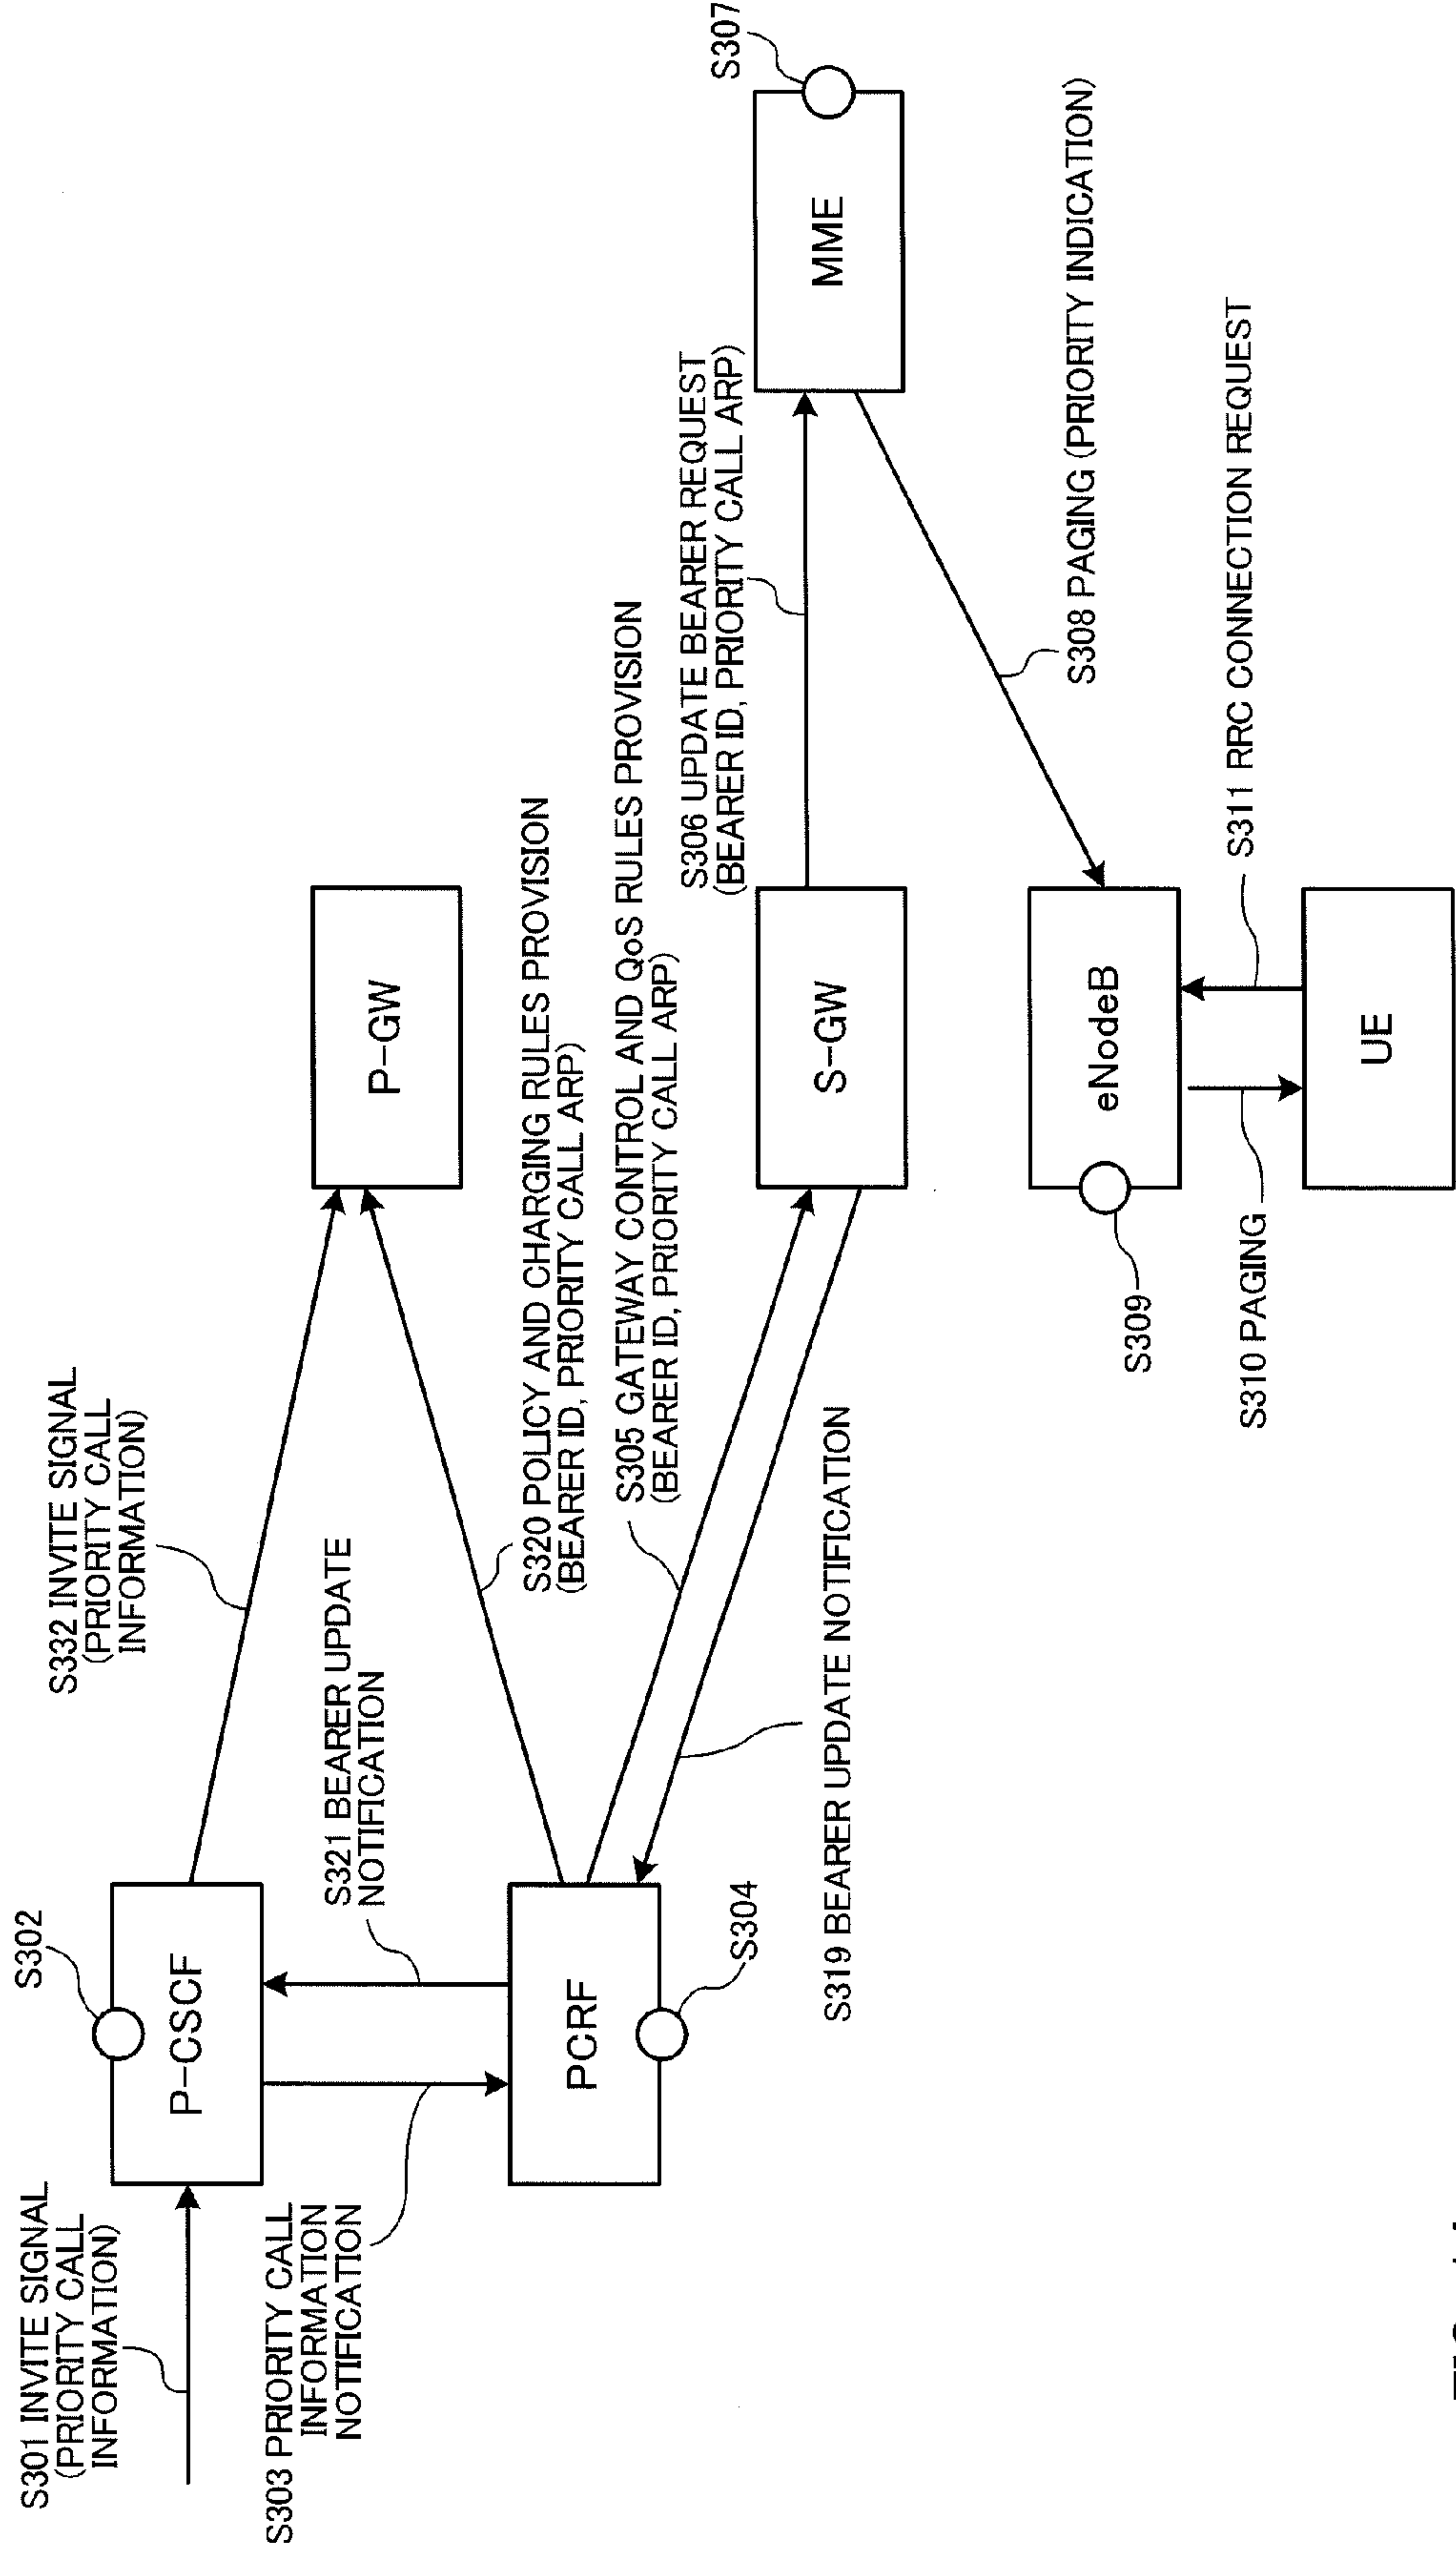 S301 INVITE SIGNAL
(PRIORITY CALL
INFORMATION)
S302
P-CSCF
S332 INVITE SIGNAL
(PRIORITY CALL
INFORMATION)
S303 PRIORITY CALL
INFORMATION
NOTIFICATION
S321 BEARER UPDATE
NOTIFICATION
P-GW
PCRF
S304
S320 POLICY AND CHARGING RULES PROVISION
(BEARER ID, PRIORITY CALL ARP)
S305 GATEWAY CONTROL AND QoS RULES PROVISION
(BEARER ID, PRIORITY CALL ARP)
S319 BEARER UPDATE NOTIFICATION
S-GW
S306 UPDATE BEARER REQUEST
(BEARER ID, PRIORITY CALL ARP)
MME
S307
S308 PAGING (PRIORITY INDICATION)
eNodeB
S309
S310 PAGING
S311 RRC CONNECTION REQUEST
UE